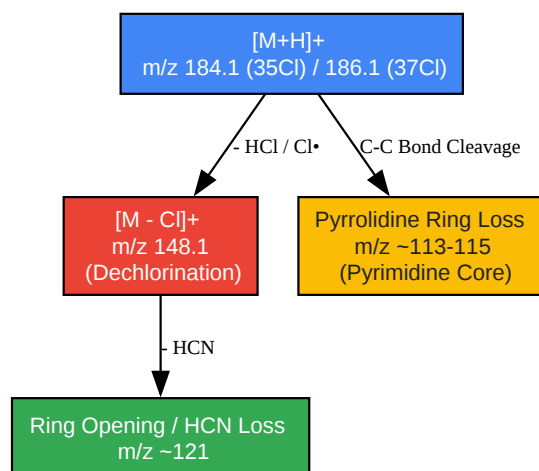 [M+H]+
m/z 184.1 (35Cl) / 186.1 (37Cl)
- HCl / Cl•
C-C Bond Cleavage
[M - Cl]+
m/z 148.1
(Dechlorination)
Pyrrolidine Ring Loss
m/z ~113-115
(Pyrimidine Core)
- HCN
Ring Opening / HCN Loss
m/z ~121